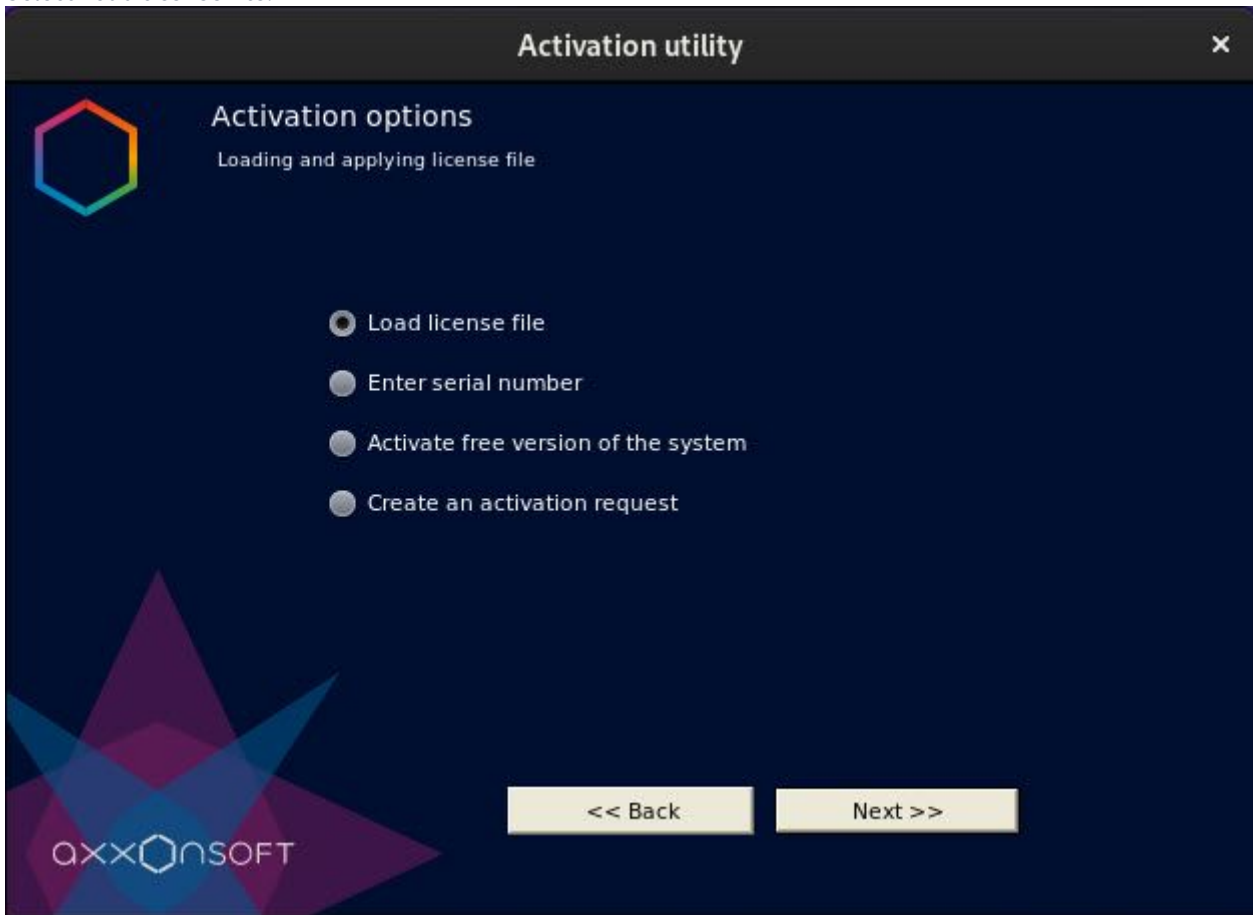 Activation utility
Activation options
Loading and applying license file
Load license file
Enter serial number
Activate free version of the system
Create an activation request
<< Back
Next >>
axxonsoft